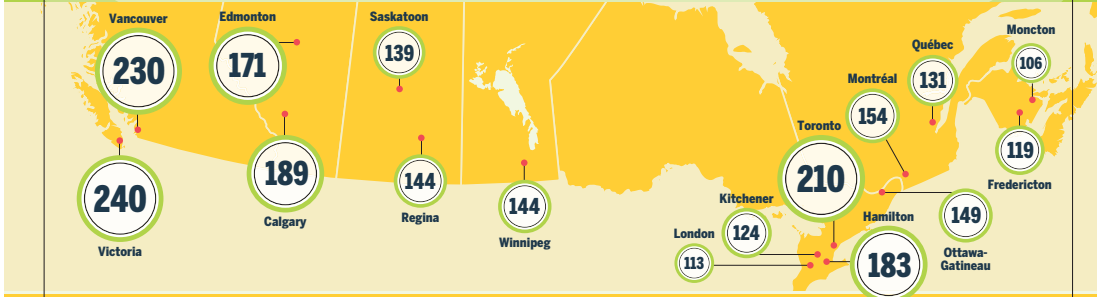 Vancouver
230
Edmonton
171
Saskatoon
139
Québec
131
Moncton
106
Montréal
154
Toronto
210
240
Victoria
189
Calgary
144
Regina
144
Winnipeg
Kitchener
124
London
113
Hamilton
183
149
Ottawa-
Gatineau
119
Fredericton